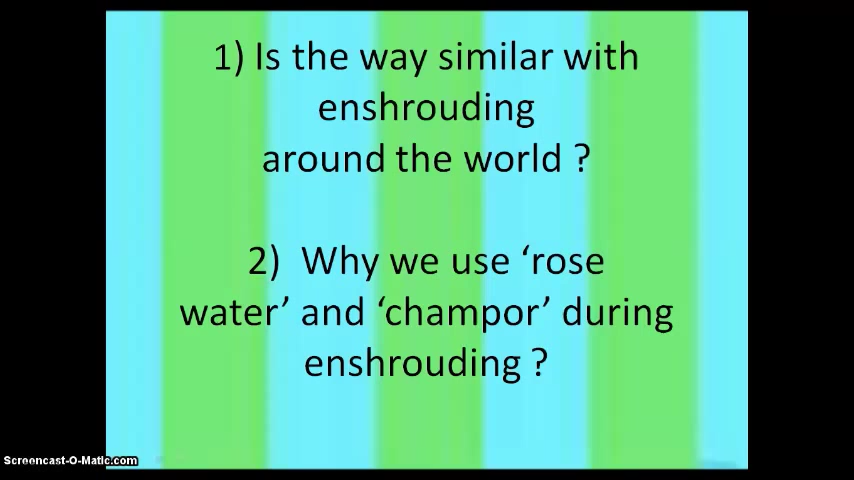 1) Is the way similar with
enshrouding
around the world ?
2)  Why we use ‘rose
water’ and ‘champor’ during
enshrouding ?
Screencast-O-Matic.com